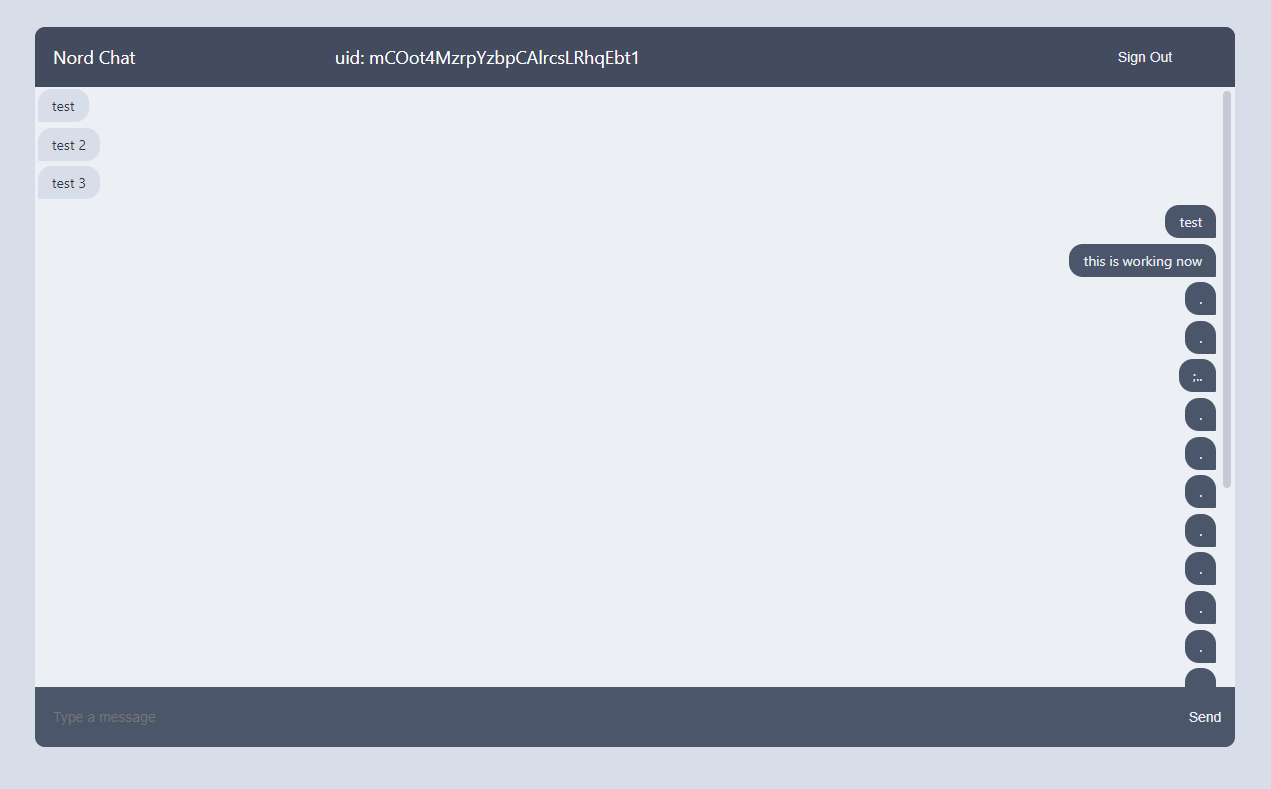 Nord Chat
uid: mCOot4MzrpYzbpCAlrcsLRhqEbt1
Sign Out
test
test 2
test 3
test
this is working now
.
.
;..
.
.
.
.
.
.
.
Type a message
Send